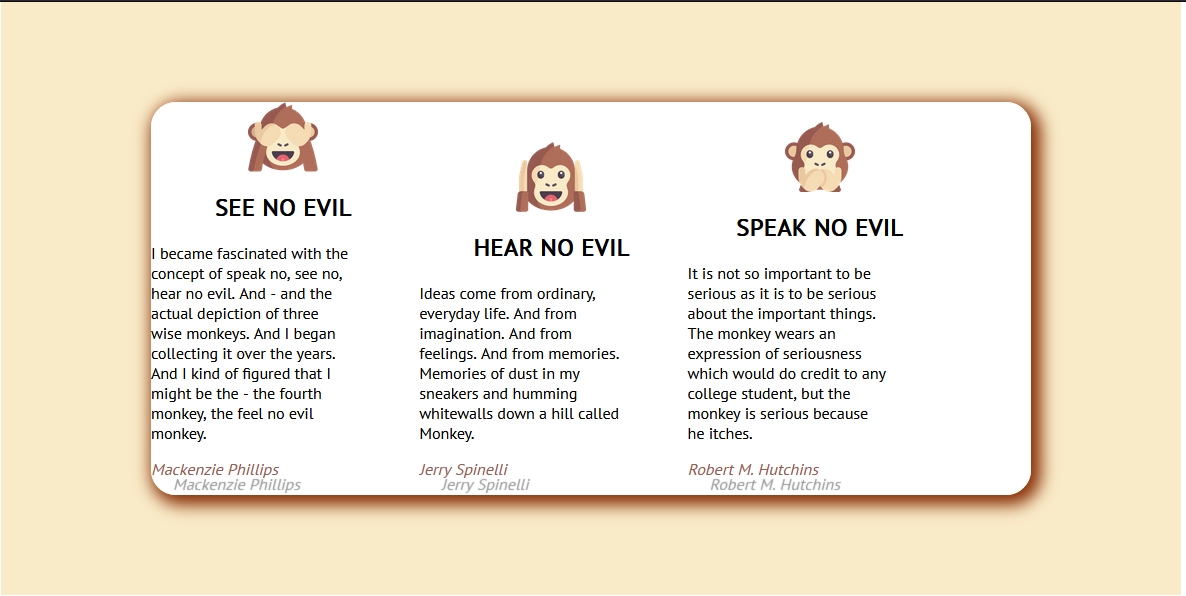 SEE NO EVIL
I became fascinated with the
concept of speak no, see no,
hear no evil. And - and the
actual depiction of three
wise monkeys. And I began
collecting it over the years.
And I kind of figured that I
might be the - the fourth
monkey, the feel no evil
monkey.
Mackenzie Phillips
Mackenzie Phillips
HEAR NO EVIL
Ideas come from ordinary,
everyday life. And from
imagination. And from
feelings. And from memories.
Memories of dust in my
sneakers and humming
whitewalls down a hill called
Monkey.
Jerry Spinelli
Jerry Spinelli
SPEAK NO EVIL
It is not so important to be
serious as it is to be serious
about the important things.
The monkey wears an
expression of seriousness
which would do credit to any
college student, but the
monkey is serious because
he itches.
Robert M. Hutchins
Robert M. Hutchins